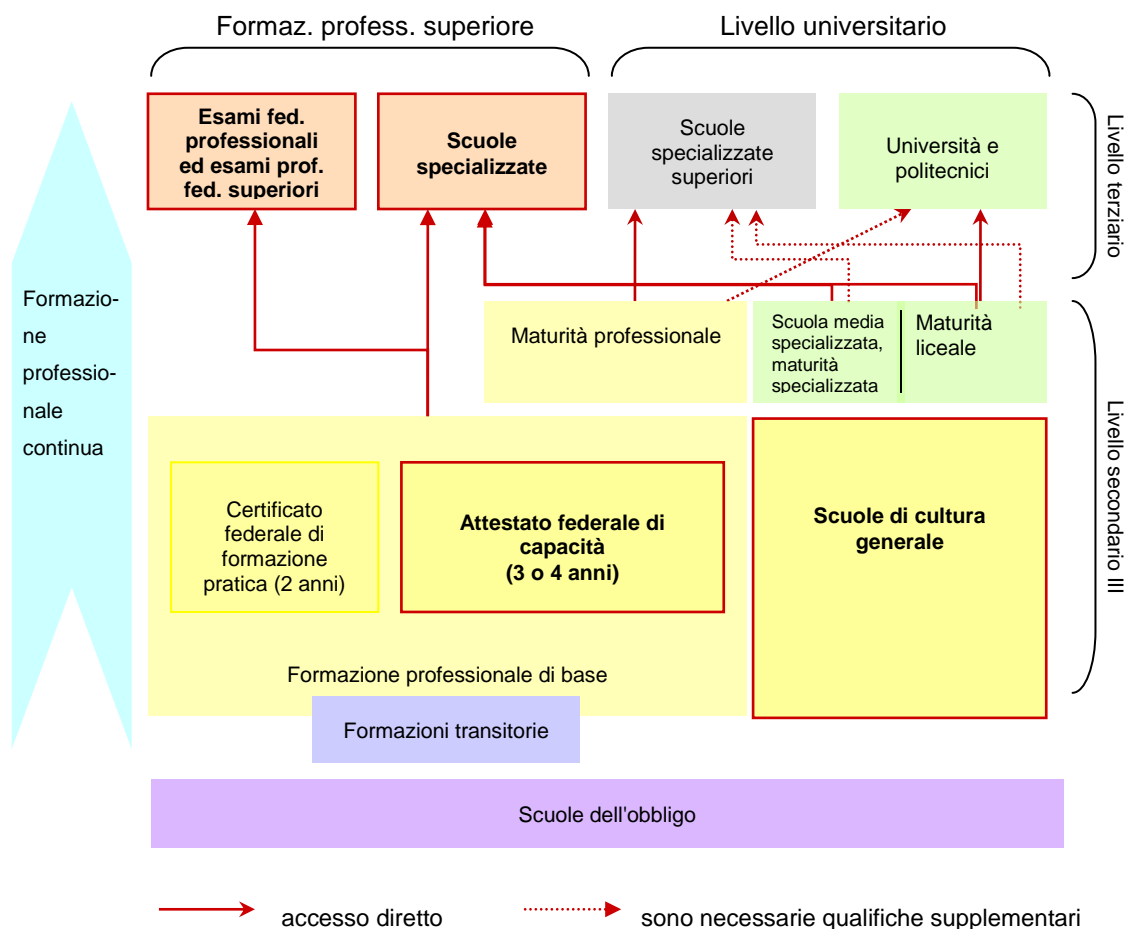 Formaz. profess. superiore
Livello universitario
Esami fed.
professionali
ed esami prof.
fed. superiori
Scuole
specializzate
Scuole
specializzate
superiori
Università e
politecnici
Livello terziario
Formazio-
ne
professio-
nale
continua
Maturità professionale
Scuola media
specializzata,
maturità
specializzata
Maturità
liceale
Livello secondario III
Certificato
federale di
formazione
pratica (2 anni)
Attestato federale di
capacità
(3 o 4 anni)
Scuole di cultura
generale
Formazione professionale di base
Formazioni transitorie
Scuole dell'obbligo
accesso diretto
sono necessarie qualifiche supplementari